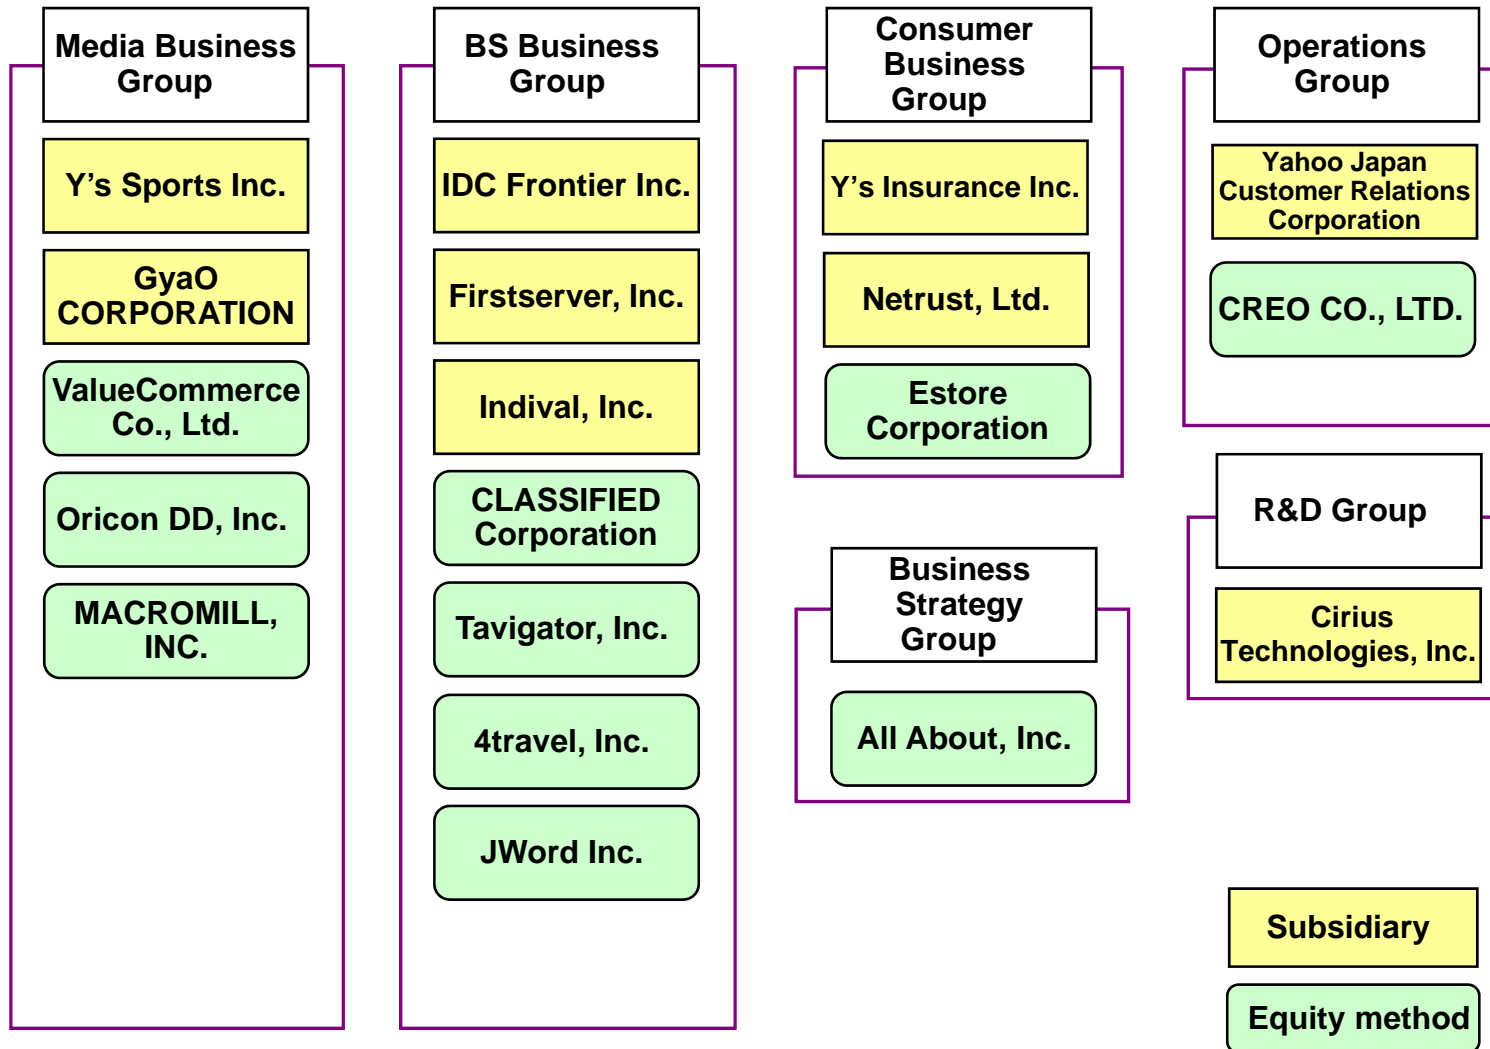 Media Business
Group
Y's Sports Inc.
GyaO
CORPORATION
ValueCommerce
Co., Ltd.
Oricon DD, Inc.
MACROMILL,
INC.
BS Business
Group
IDC Frontier Inc.
Firstserver, Inc.
Indival, Inc.
CLASSIFIED
Corporation
Tavigator, Inc.
4travel, Inc.
JWord Inc.
Consumer
Business
Group
Y's Insurance Inc.
Netrust, Ltd.
Estore
Corporation
Business
Strategy
Group
All About, Inc.
Operations
Group
Yahoo Japan
Customer Relations
Corporation
CREO CO., LTD.
R&D Group
Cirius
Technologies, Inc.
Subsidiary
Equity method